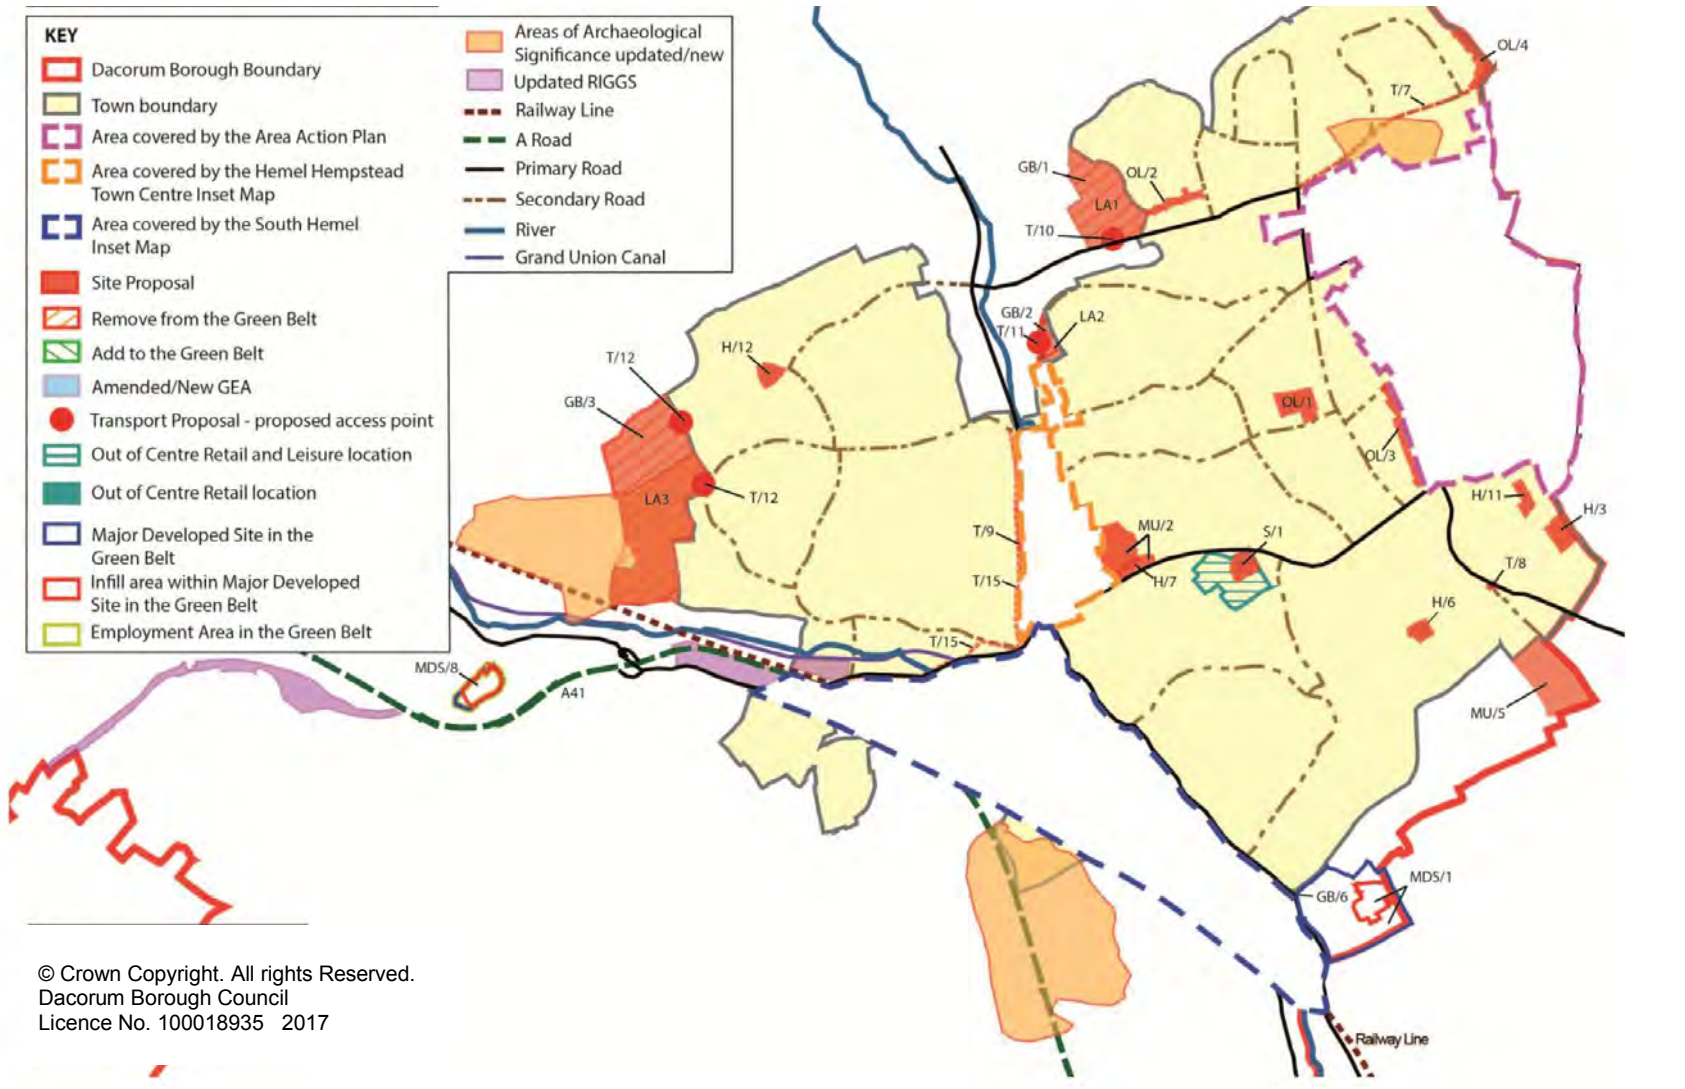 KEY
Dacorum Borough Boundary
Town boundary
Area covered by the Area Action Plan
Area covered by the Hemel Hempstead
Town Centre Inset Map
Area covered by the South Hemel
Inset Map
Site Proposal
Remove from the Green Belt
Add to the Green Belt
Amended/New GEA
Transport Proposal - proposed access point
Out of Centre Retail and Leisure location
Out of Centre Retail location
Major Developed Site in the
Green Belt
Infill area within Major Developed
Site in the Green Belt
Employment Area in the Green Belt
Areas of Archaeological
Significance updated/new
Updated RIGGS
Railway Line
A Road
Primary Road
Secondary Road
River
Grand Union Canal
OL/4
T/7
GB/1
OL/2
LA1
T/10
GB/2
LA2
T/11
H/12
T/12
GB/3
OL/1
OL/3
LA3
T/12
H/11
H/3
T/9
MU/2
S/1
T/15
H/7
T/8
H/6
T/15
MDS/8
A41
MU/5
MDS/1
GB/6
Railway Line
© Crown Copyright. All rights Reserved.
Dacorum Borough Council
Licence No. 100018935 2017